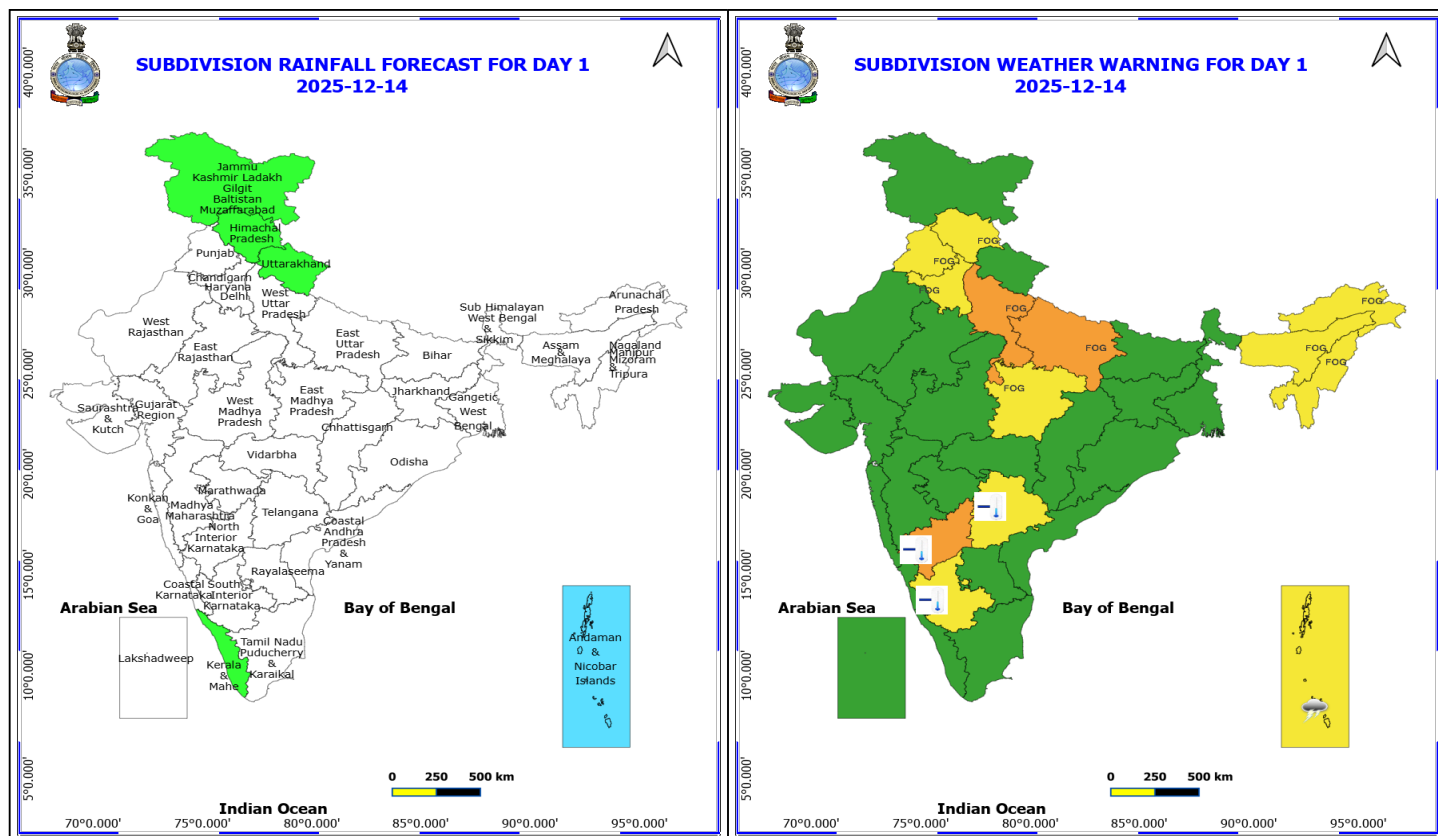 SUBDIVISION RAINFALL FORECAST FOR DAY 1
2025-12-14
40°0.000'
35°0.000'
30°0.000'
25°0.000'
20°0.000'
15°0.000'
10°0.000'
5°0.000'
Jammu
Kashmir Ladakh
Gilgit
Baltistan
Muzaffarabad
Himachal
Pradesh
Punjab
Uttarakhand
Chandigarh
Haryana
Delhi
West
Uttar
Pradesh
West
Rajasthan
East
Rajasthan
East
Uttar
Pradesh
Bihar
Sub Himalayan
West Bengal
&
Sikkim
Arunachal
Pradesh
Assam
&
Meghalaya
Nagaland
Manipur
Mizoram
&
Tripura
Saurashtra
&
Kutch
Gujarat
Region
West
Madhya
Pradesh
East
Madhya
Pradesh
Jharkhand
Gangetic
West
Bengal
Chhattisgarh
Vidarbha
Odisha
Konkan
&
Goa
Madhya
Maharashtra
Marathwada
Telangana
North
Interior
Karnataka
Coastal
Andhra
Pradesh
&
Yanam
Rayalaseema
Coastal
Karnataka
South
Interior
Karnataka
Arabian Sea
Bay of Bengal
Lakshadweep
Kerala
&
Mahe
Tamil Nadu
Puducherry
&
Karaikal
Andaman
&
Nicobar
Islands
0 250 500 km
Indian Ocean
70°0.000' 75°0.000' 80°0.000' 85°0.000' 90°0.000' 95°0.000'
SUBDIVISION WEATHER WARNING FOR DAY 1
2025-12-14
40°0.000'
35°0.000'
30°0.000'
25°0.000'
20°0.000'
15°0.000'
10°0.000'
5°0.000'
FOG
FOG
FOG
FOG
FOG
FOG
FOG
FOG
FOG
Arabian Sea
Bay of Bengal
0 250 500 km
Indian Ocean
70°0.000' 75°0.000' 80°0.000' 85°0.000' 90°0.000' 95°0.000'